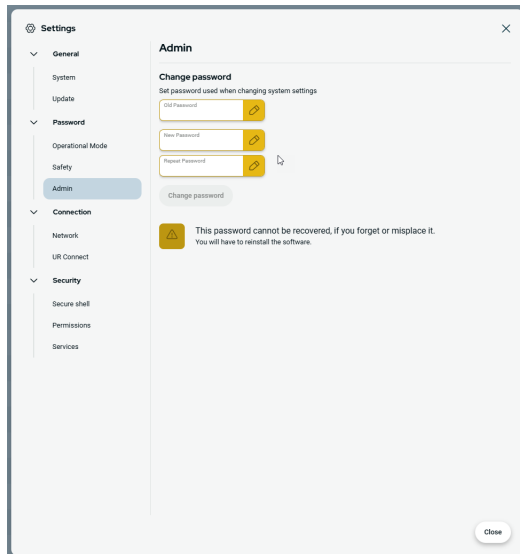 Settings
General
System
Update
Password
Operational Mode
Safety
Admin
Connection
Network
UR Connect
Security
Secure shell
Permissions
Services
Admin
Change password
Set password used when changing system settings
Old Password
New Password
Repeat Password
Change password
This password cannot be recovered, if you forget or misplace it.
You will have to reinstall the software.
Close